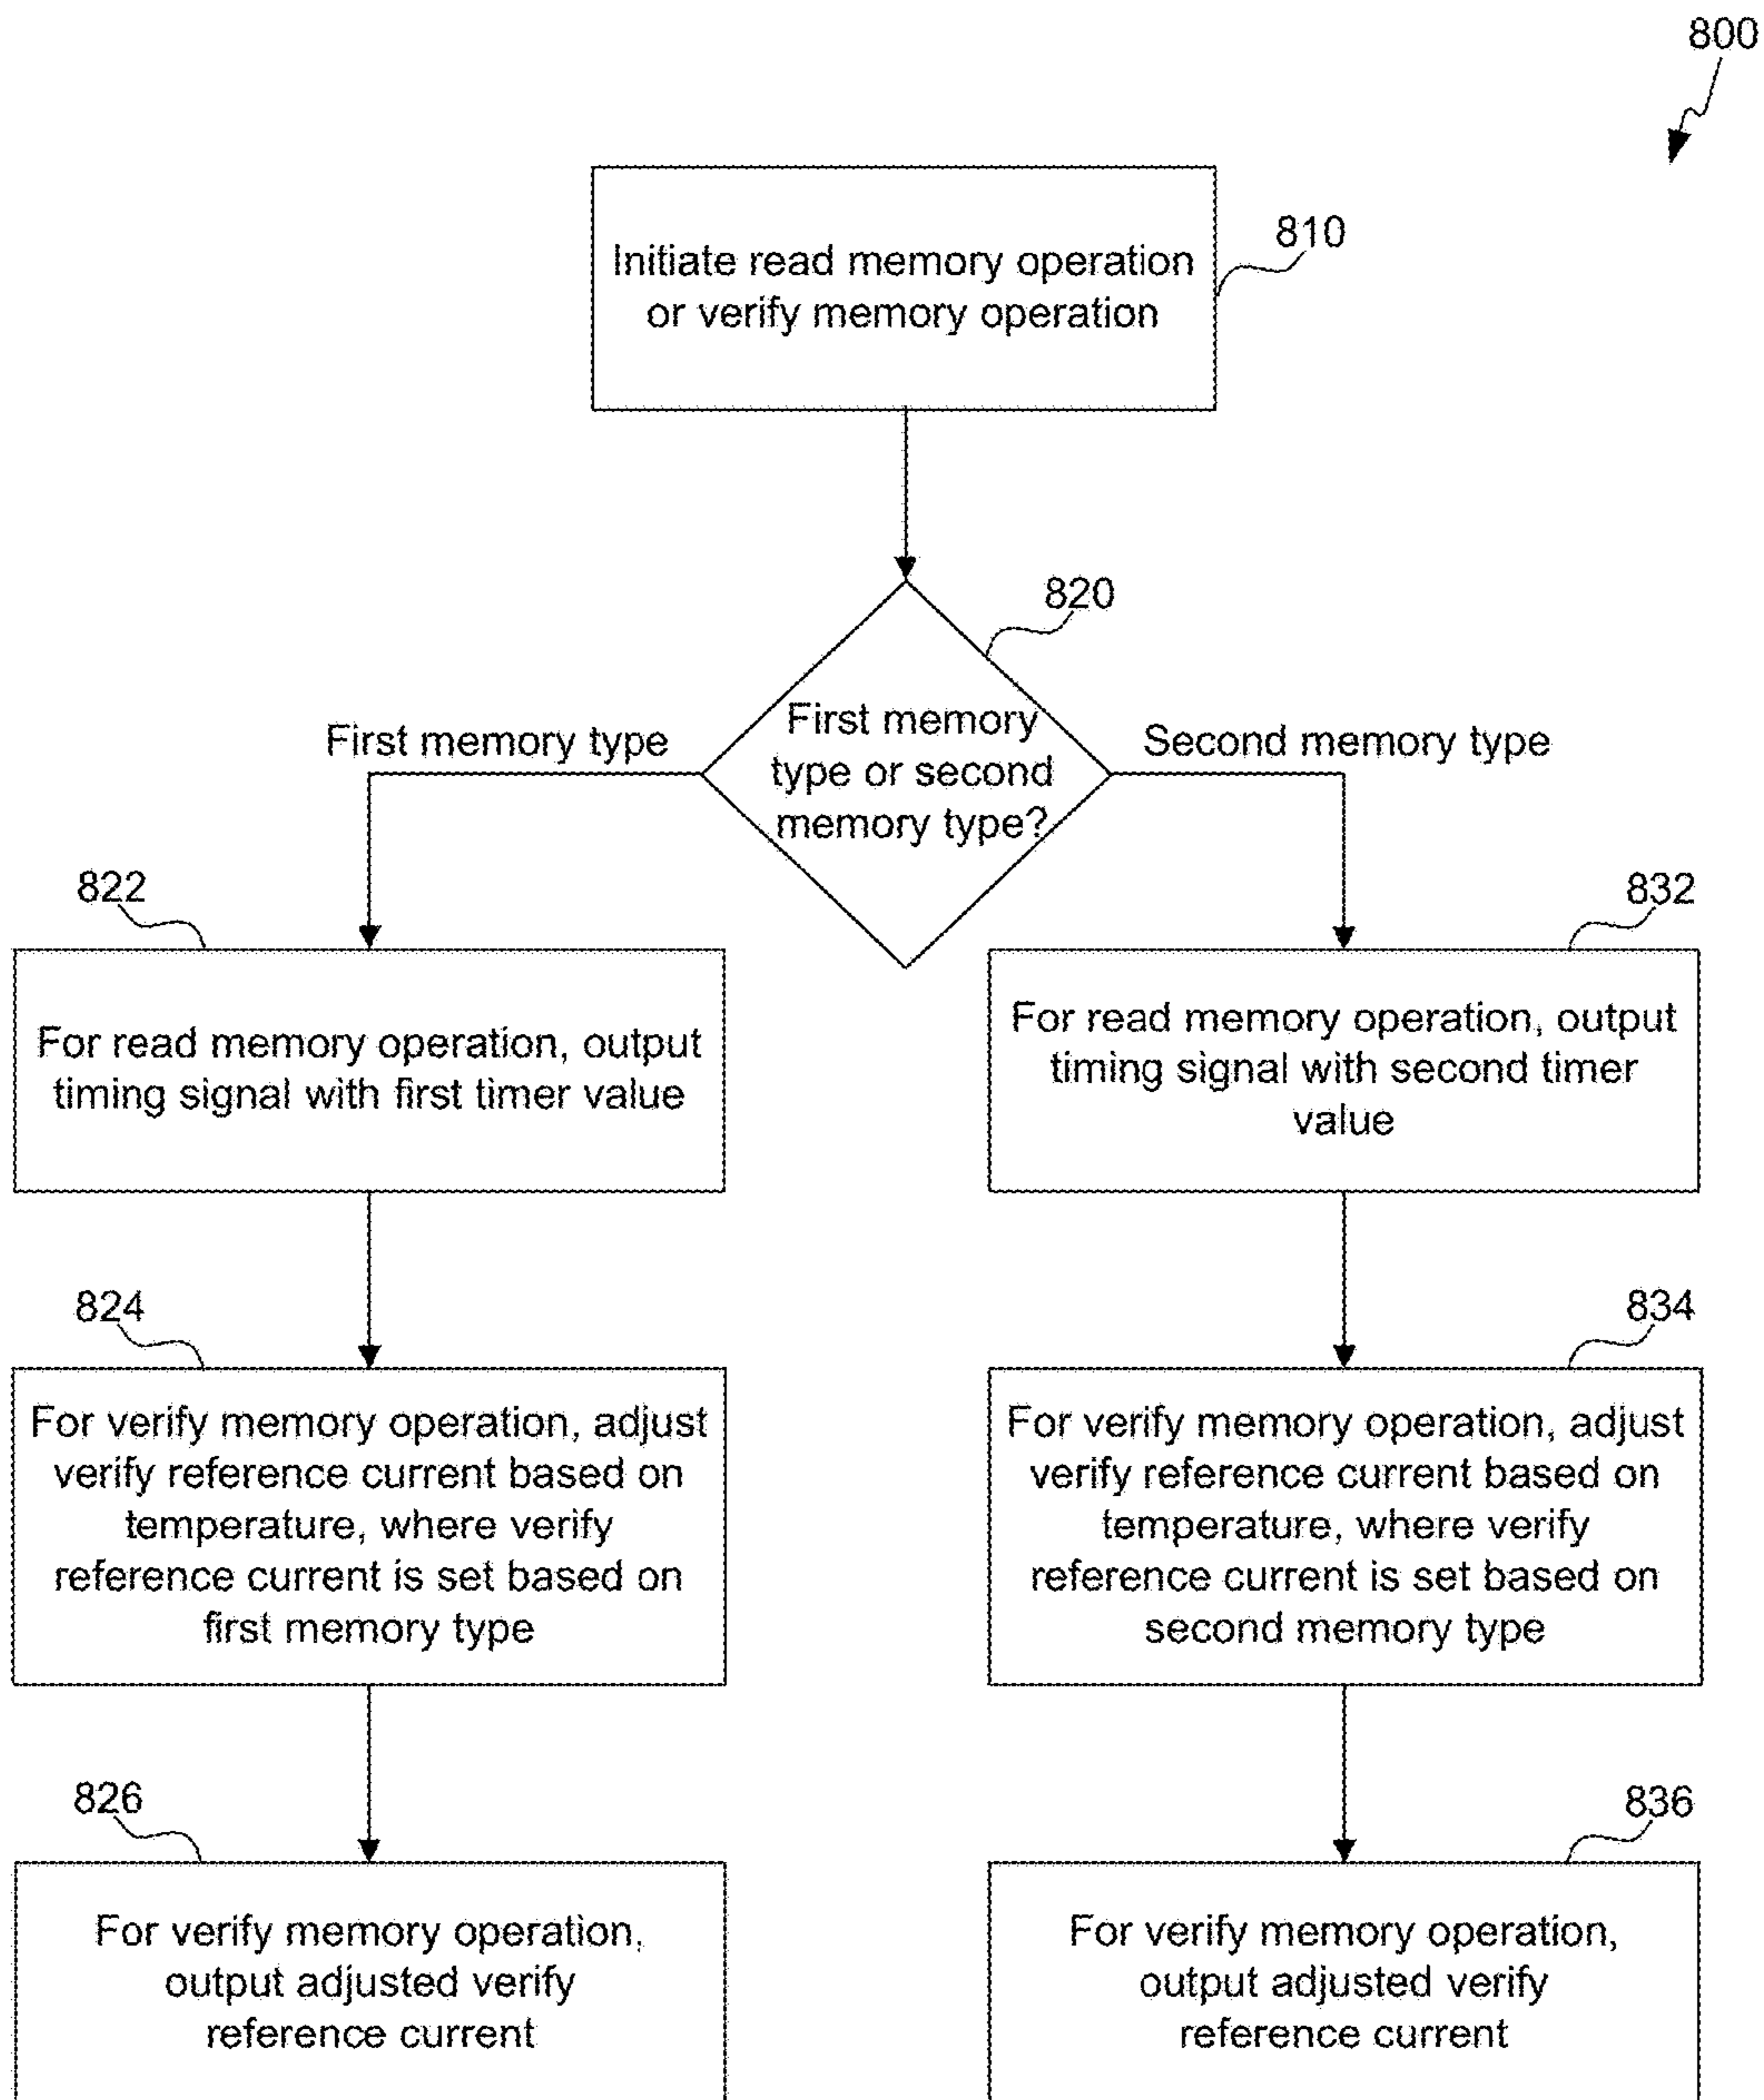 800
Initiate read memory operation
or verify memory operation
810
820
First memory
type or second
memory type?
First memory type
Second memory type
822
832
For read memory operation, output
timing signal with first timer value
For read memory operation, output
timing signal with second timer
value
824
834
For verify memory operation, adjust
verify reference current based on
temperature, where verify
reference current is set based on
first memory type
For verify memory operation, adjust
verify reference current based on
temperature, where verify
reference current is set based on
second memory type
826
836
For verify memory operation,
output adjusted verify
reference current
For verify memory operation,
output adjusted verify
reference current